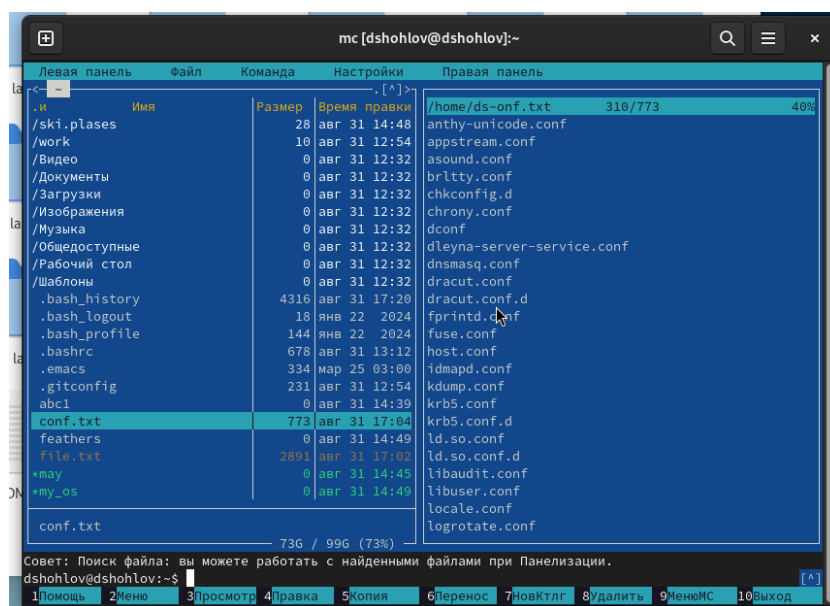 mc [dshohlov@dshohlov]:~
Левая панель Файл Команда Настройки Правая панель
<— ~ .[^]>
.и Имя Размер Время правки
/ski.plases 28 авг 31 14:48
/work 10 авг 31 12:54
/Видео 0 авг 31 12:32
/Документы 0 авг 31 12:32
/Загрузки 0 авг 31 12:32
/Изображения 0 авг 31 12:32
/Музыка 0 авг 31 12:32
/Общедоступные 0 авг 31 12:32
/Рабочий стол 0 авг 31 12:32
/Шаблоны 0 авг 31 12:32
.bash_history 4316 авг 31 17:20
.bash_logout 18 янв 22 2024
.bash_profile 144 янв 22 2024
.bashrc 678 авг 31 13:12
.emacs 334 мар 25 03:00
.gitconfig 231 авг 31 12:54
abc1 0 авг 31 14:39
conf.txt 773 авг 31 17:04
feathers 0 авг 31 14:49
file.txt 2891 авг 31 17:02
*may 0 авг 31 14:45
*my_os 0 авг 31 14:49
conf.txt
73G / 99G (73%)
/home/ds~onf.txt 310/773 40%
anthy-unicode.conf
appstream.conf
asound.conf
brltty.conf
chkconfig.d
chrony.conf
dconf
dleyna-server-service.conf
dnsmasq.conf
dracut.conf
dracut.conf.d
fprintd.conf
fuse.conf
host.conf
idmapd.conf
kdump.conf
krb5.conf
krb5.conf.d
ld.so.conf
ld.so.conf.d
libaudit.conf
libuser.conf
locale.conf
logrotate.conf
Совет: Поиск файла: вы можете работать с найденными файлами при Панелизации.
dshohlov@dshohlov:~$ [^]
1Помощь 2Меню 3Просмотр 4Правка 5Копия 6Перенос 7НовКтлг 8Удалить 9МенюМС 10Выход